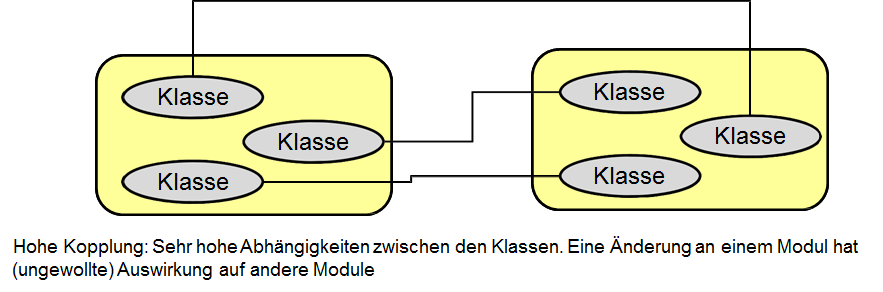 Klasse
Klasse
Klasse
Klasse
Klasse
Klasse
Hohe Kopplung: Sehr hohe Abhängigkeiten zwischen den Klassen. Eine Änderung an einem Modul hat
(ungewollte) Auswirkung auf andere Module